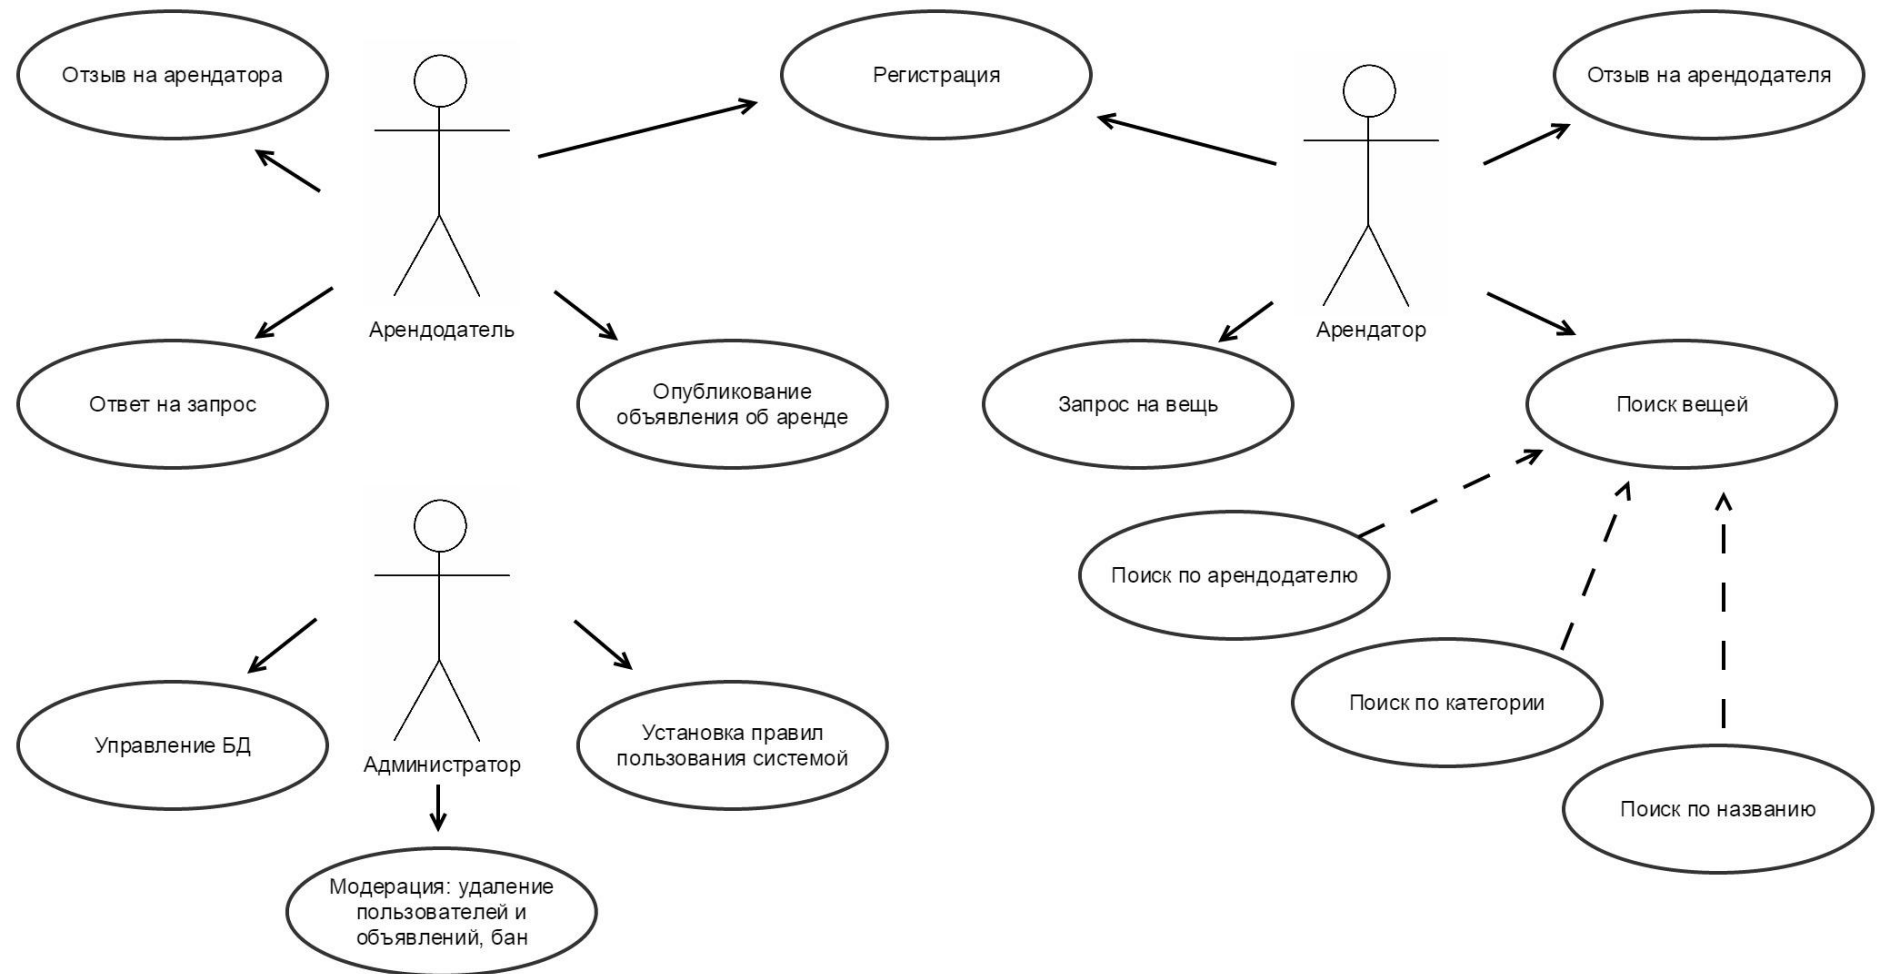 Отзыв на арендатора
Регистрация
Отзыв на арендодателя
Арендодатель
Арендатор
Ответ на запрос
Опубликование
объявления об аренде
Запрос на вещь
Поиск вещей
Поиск по арендодателю
Поиск по категории
Управление БД
Установка правил
пользования системой
Администратор
Поиск по названию
Модерация: удаление
пользователей и
объявлений, бан